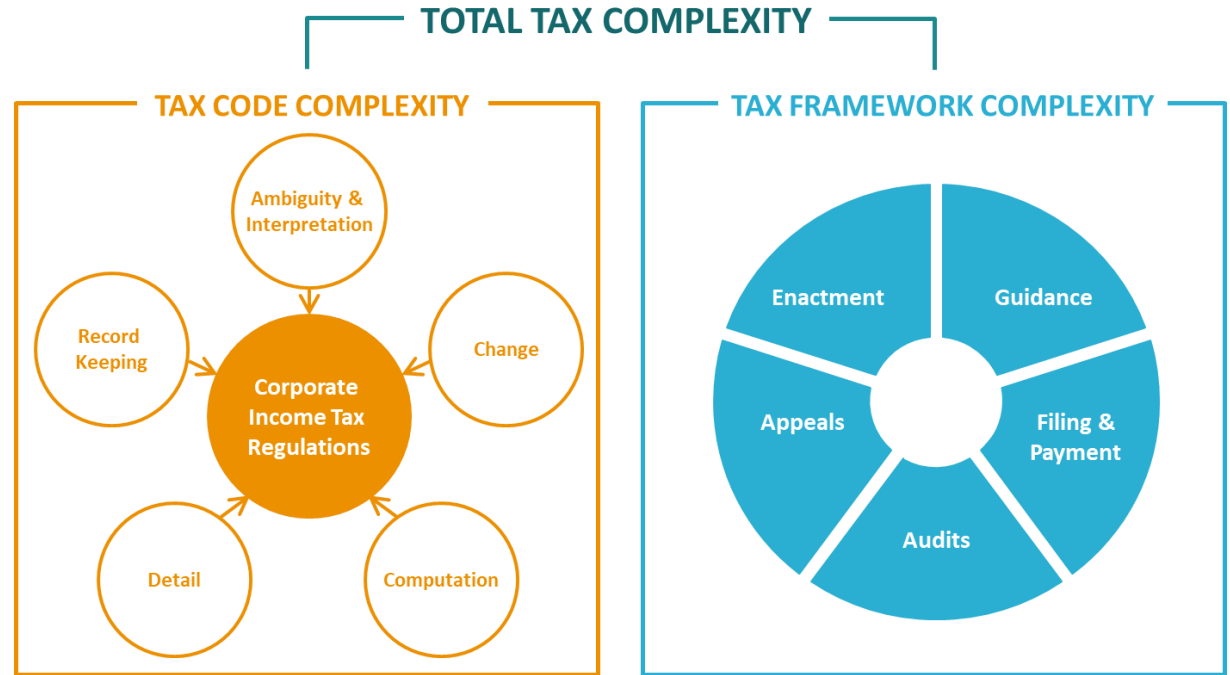 TOTAL TAX COMPLEXITY
TAX CODE COMPLEXITY
Ambiguity &
Interpretation
Record
Keeping
Change
Corporate
Income Tax
Regulations
Detail
Computation
TAX FRAMEWORK COMPLEXITY
Enactment
Guidance
Appeals
Filing &
Payment
Audits